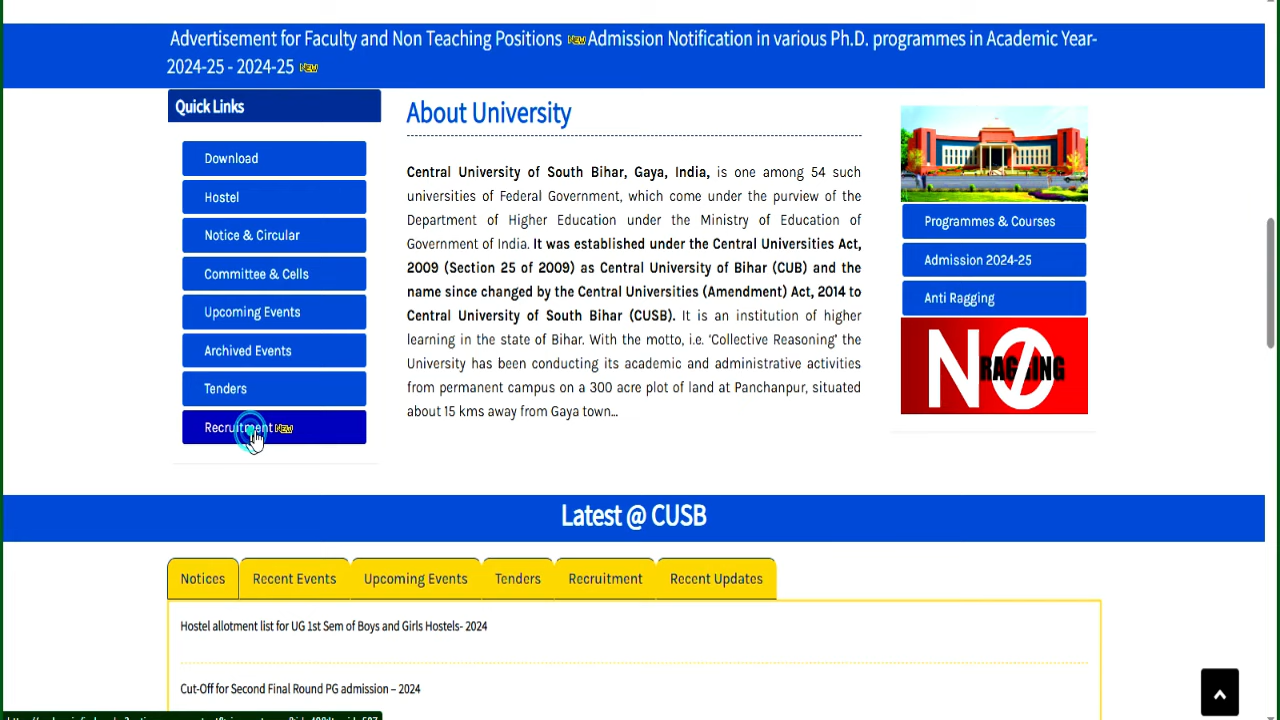 Advertisement for Faculty and Non Teaching Positions NEW Admission Notification in various Ph.D. programmes in Academic Year-
2024-25 - 2024-25 NEW
Quick Links
Download
Hostel
Notice & Circular
Committee & Cells
Upcoming Events
Archived Events
Tenders
Recruitment NEW
About University
Central University of South Bihar, Gaya, India, is one among 54 such
universities of Federal Government, which come under the purview of the
Department of Higher Education under the Ministry of Education of
Government of India. It was established under the Central Universities Act,
2009 (Section 25 of 2009) as Central University of Bihar (CUB) and the
name since changed by the Central Universities (Amendment) Act, 2014 to
Central University of South Bihar (CUSB). It is an institution of higher
learning in the state of Bihar. With the motto, i.e. ‘Collective Reasoning’ the
University has been conducting its academic and administrative activities
from permanent campus on a 300 acre plot of land at Panchanpur, situated
about 15 kms away from Gaya town...
Programmes & Courses
Admission 2024-25
Anti Ragging
NO
RAGGING
Latest @ CUSB
Notices
Recent Events
Upcoming Events
Tenders
Recruitment
Recent Updates
Hostel allotment list for UG 1st Sem of Boys and Girls Hostels- 2024
Cut-Off for Second Final Round PG admission – 2024